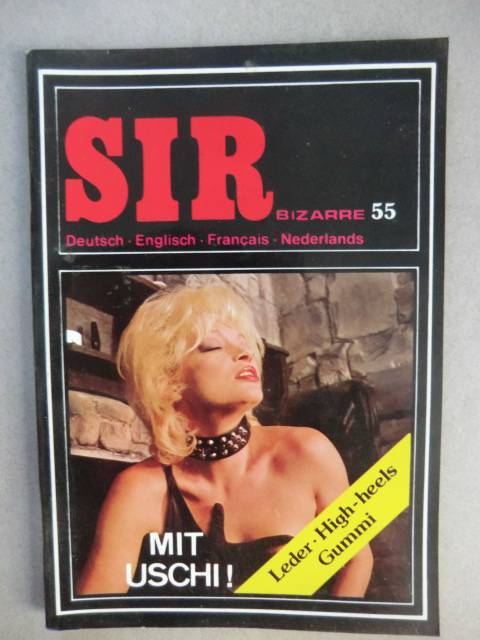 SIR
BIZARRE 55
Deutsch · Englisch · Français · Nederlands
MIT
USCHI!
Leder · High-heels
Gummi